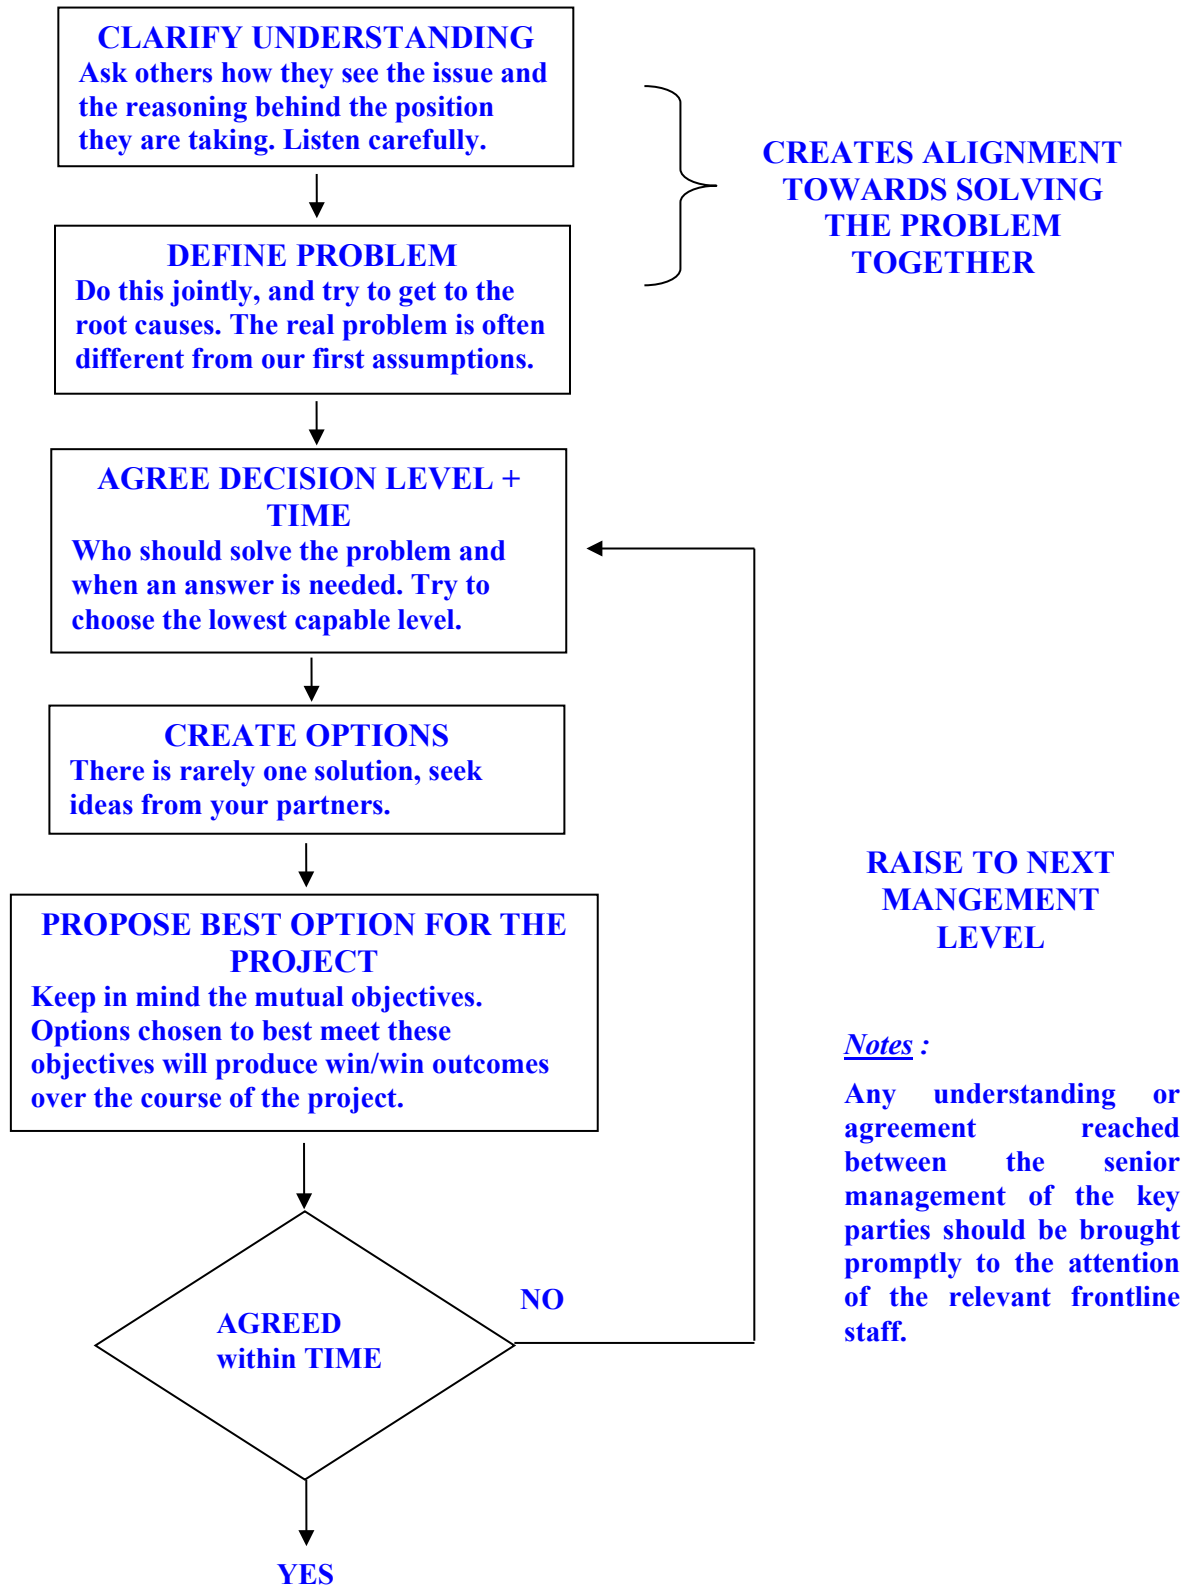 CLARIFY UNDERSTANDING
Ask others how they see the issue and
the reasoning behind the position
they are taking. Listen carefully.
CREATES ALIGNMENT
TOWARDS SOLVING
THE PROBLEM
TOGETHER
DEFINE PROBLEM
Do this jointly, and try to get to the
root causes. The real problem is often
different from our first assumptions.
AGREE DECISION LEVEL +
TIME
Who should solve the problem and
when an answer is needed. Try to
choose the lowest capable level.
CREATE OPTIONS
There is rarely one solution, seek
ideas from your partners.
RAISE TO NEXT
MANGEMENT
LEVEL
PROPOSE BEST OPTION FOR THE
PROJECT
Keep in mind the mutual objectives.
Options chosen to best meet these
objectives will produce win/win outcomes
over the course of the project.
Notes :
Any understanding or
agreement reached
between the senior
management of the key
parties should be brought
promptly to the attention
of the relevant frontline
staff.
NO
AGREED
within TIME
YES